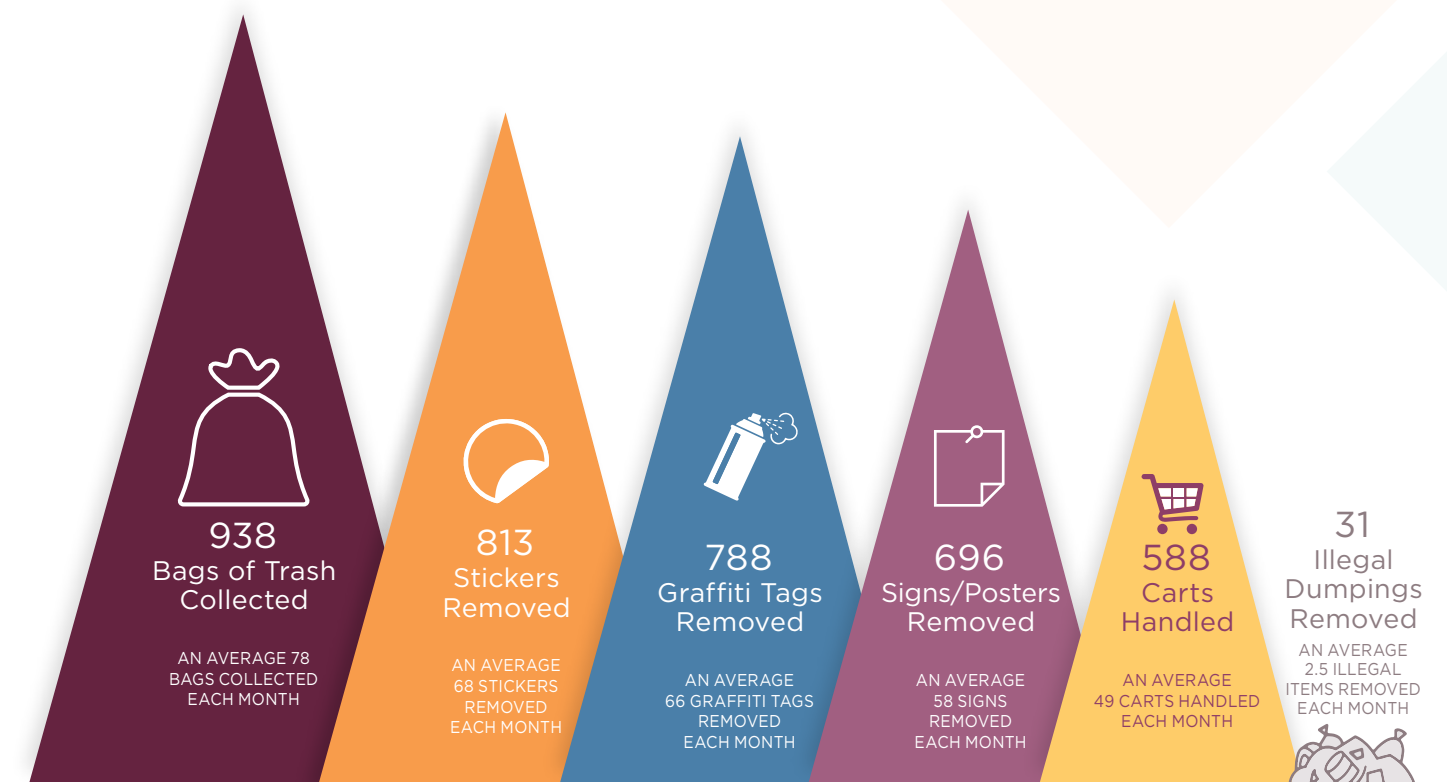 938
Bags of Trash
Collected
AN AVERAGE 78
BAGS COLLECTED
EACH MONTH
813
Stickers
Removed
AN AVERAGE
68 STICKERS
REMOVED
EACH MONTH
788
Graffiti Tags
Removed
AN AVERAGE
66 GRAFFITI TAGS
REMOVED
EACH MONTH
696
Signs/Posters
Removed
AN AVERAGE
58 SIGNS
REMOVED
EACH MONTH
588
Carts
Handled
AN AVERAGE
49 CARTS HANDLED
EACH MONTH
31
Illegal
Dumpings
Removed
AN AVERAGE
2.5 ILLEGAL
ITEMS REMOVED
EACH MONTH